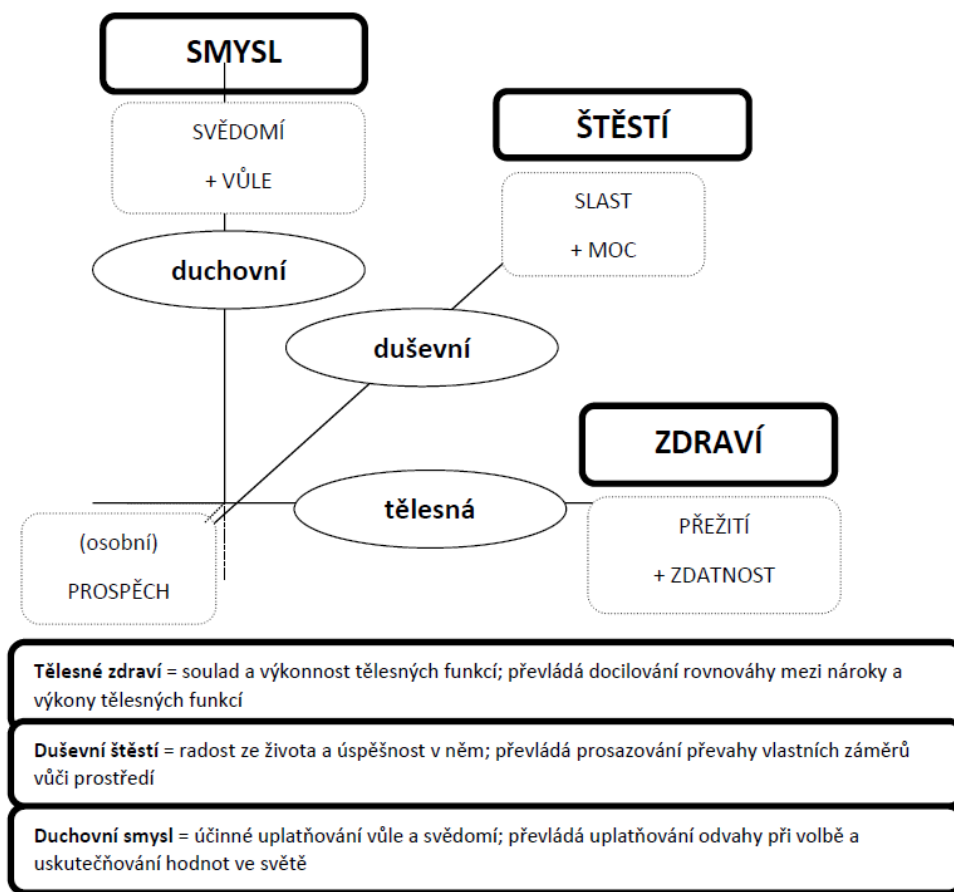 SMYSL
SVĚDOMÍ
+ VŮLE
ŠTĚSTÍ
SLAST
+ MOC
duchovní
duševní
ZDRAVÍ
tělesná
PŘEŽITÍ
+ ZDATNOST
(osobní)
PROSPĚCH
Tělesné zdraví = soulad a výkonnost tělesných funkcí; převládá docilování rovnováhy mezi nároky a
výkony tělesných funkcí
Duševní štěstí = radost ze života a úspěšnost v něm; převládá prosazování převahy vlastních záměrů
vůči prostředí
Duchovní smysl = účinné uplatňování vůle a svědomí; převládá uplatňování odvahy při volbě a
uskutečňování hodnot ve světě